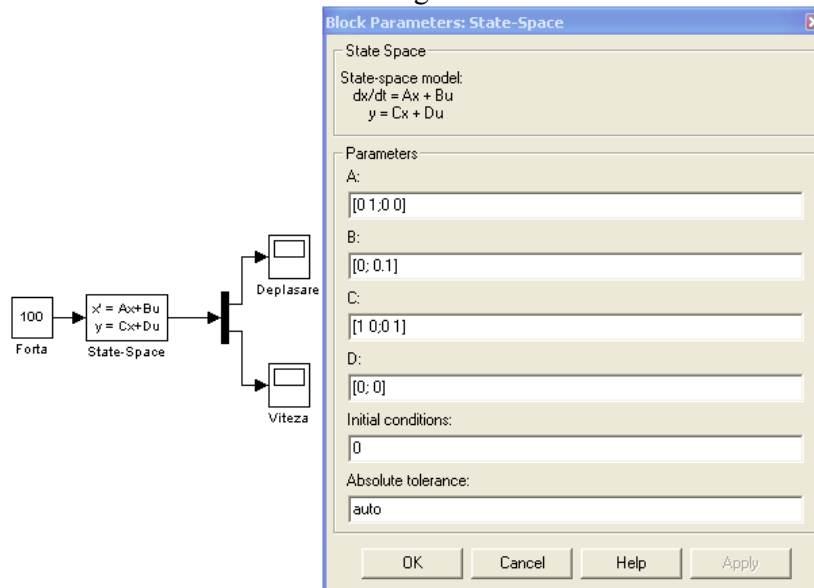 Block Parameters: State-Space
State Space
State-space model:
dx/dt = Ax + Bu
y = Cx + Du
Parameters
A:
[0 1;0 0]
B:
[0; 0.1]
C:
[1 0;0 1]
D:
[0; 0]
Initial conditions:
0
Absolute tolerance:
auto
OK
Cancel
Help
Apply
100
Forta
x' = Ax+Bu
y = Cx+Du
State-Space
Deplasare
Viteza